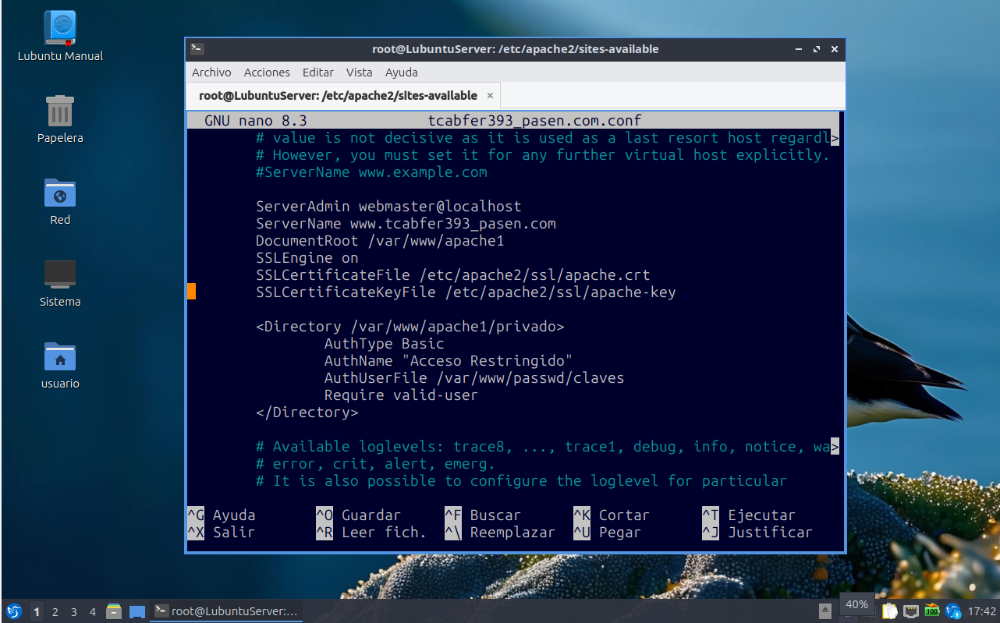 Lubuntu Manual
Papelera
Red
Sistema
usuario
root@LubuntuServer: /etc/apache2/sites-available
Archivo Acciones Editar Vista Ayuda
root@LubuntuServer: /etc/apache2/sites-available ×
GNU nano 8.3 tcabfer393_pasen.com.conf
# value is not decisive as it is used as a last resort host regardl>
# However, you must set it for any further virtual host explicitly.
#ServerName www.example.com
ServerAdmin webmaster@localhost
ServerName www.tcabfer393_pasen.com
DocumentRoot /var/www/apache1
SSLEngine on
SSLCertificateFile /etc/apache2/ssl/apache.crt
SSLCertificateKeyFile /etc/apache2/ssl/apache-key
<Directory /var/www/apache1/privado>
AuthType Basic
AuthName "Acceso Restringido"
AuthUserFile /var/www/passwd/claves
Require valid-user
</Directory>
# Available loglevels: trace8, ..., trace1, debug, info, notice, wa>
# error, crit, alert, emerg.
# It is also possible to configure the loglevel for particular
^G Ayuda ^O Guardar ^F Buscar ^K Cortar ^T Ejecutar
^X Salir ^R Leer fich. ^\ Reemplazar ^U Pegar ^J Justificar
1 2 3 4 root@LubuntuServer:... 40% 100 17:42